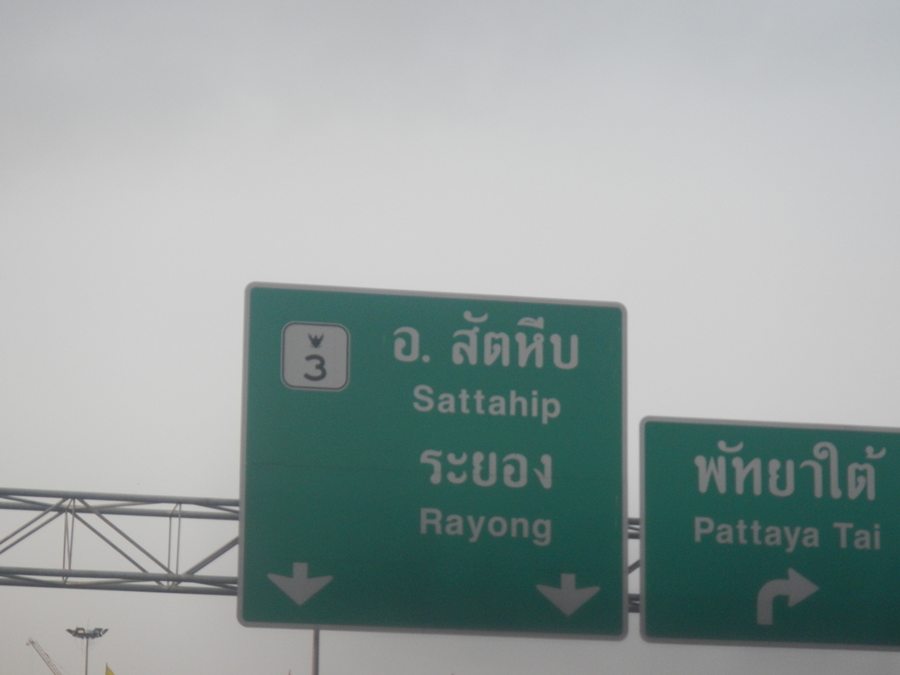 3
อ. สัตหีบ
Sattahip
ระยอง
Rayong
พัทยาใต้
Pattaya Tai